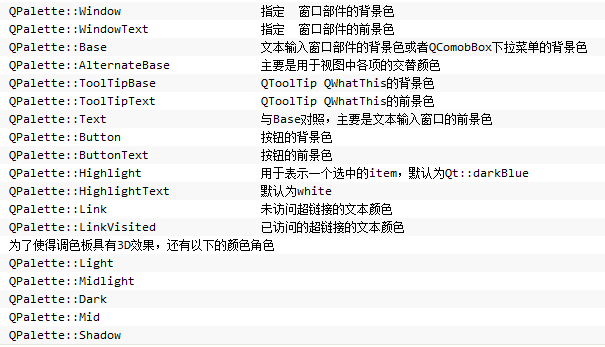 QPalette::Window 指定 窗口部件的背景色
QPalette::WindowText 指定 窗口部件的前景色
QPalette::Base 文本输入窗口部件的背景色或者QComobBox下拉菜单的背景色
QPalette::AlternateBase 主要是用于视图中各项的交替颜色
QPalette::ToolTipBase QToolTip QWhatThis的背景色
QPalette::ToolTipText QToolTip QWhatThis的前景色
QPalette::Text 与Base对照，主要是文本输入窗口的前景色
QPalette::Button 按钮的背景色
QPalette::ButtonText 按钮的前景色
QPalette::Highlight 用于表示一个选中的item，默认为Qt::darkBlue
QPalette::HighlightText 默认为white
QPalette::Link 未访问超链接的文本颜色
QPalette::LinkVisited 已访问的超链接的文本颜色
为了使得调色板具有3D效果，还有以下的颜色角色
QPalette::Light
QPalette::Midlight
QPalette::Dark
QPalette::Mid
QPalette::Shadow